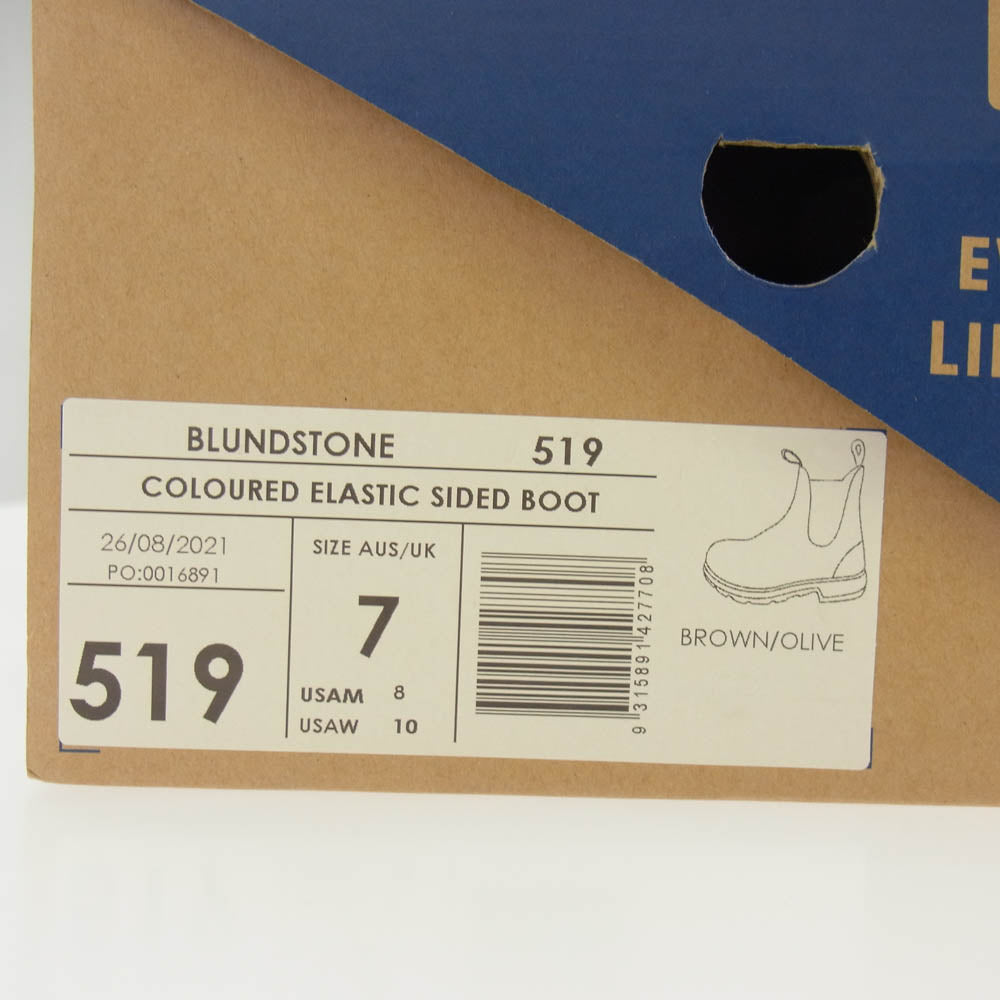 BLUNDSTONE 519
COLOURED ELASTIC SIDED BOOT
26/08/2021
PO:0016891
519
SIZE AUS/UK
7
USAM 8
USAW 10
9 315891 427708
BROWN/OLIVE